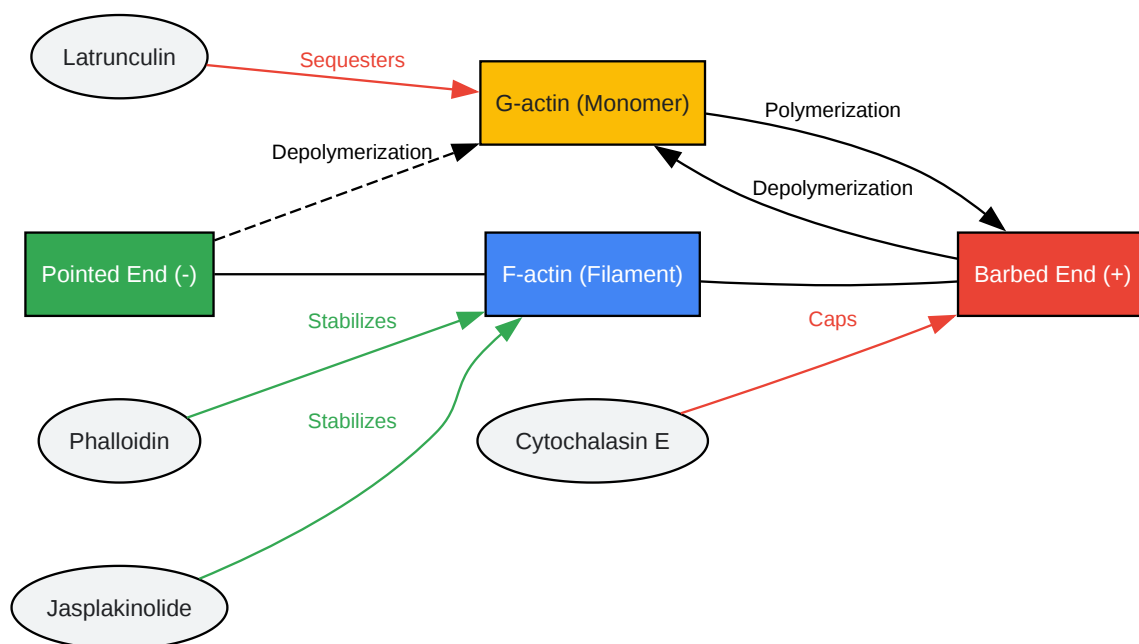 Latrunculin
Sequesters
G-actin (Monomer)
Polymerization
Depolymerization
Depolymerization
Pointed End (-)
F-actin (Filament)
Barbed End (+)
Stabilizes
Caps
Stabilizes
Phalloidin
Cytochalasin E
Jasplakinolide